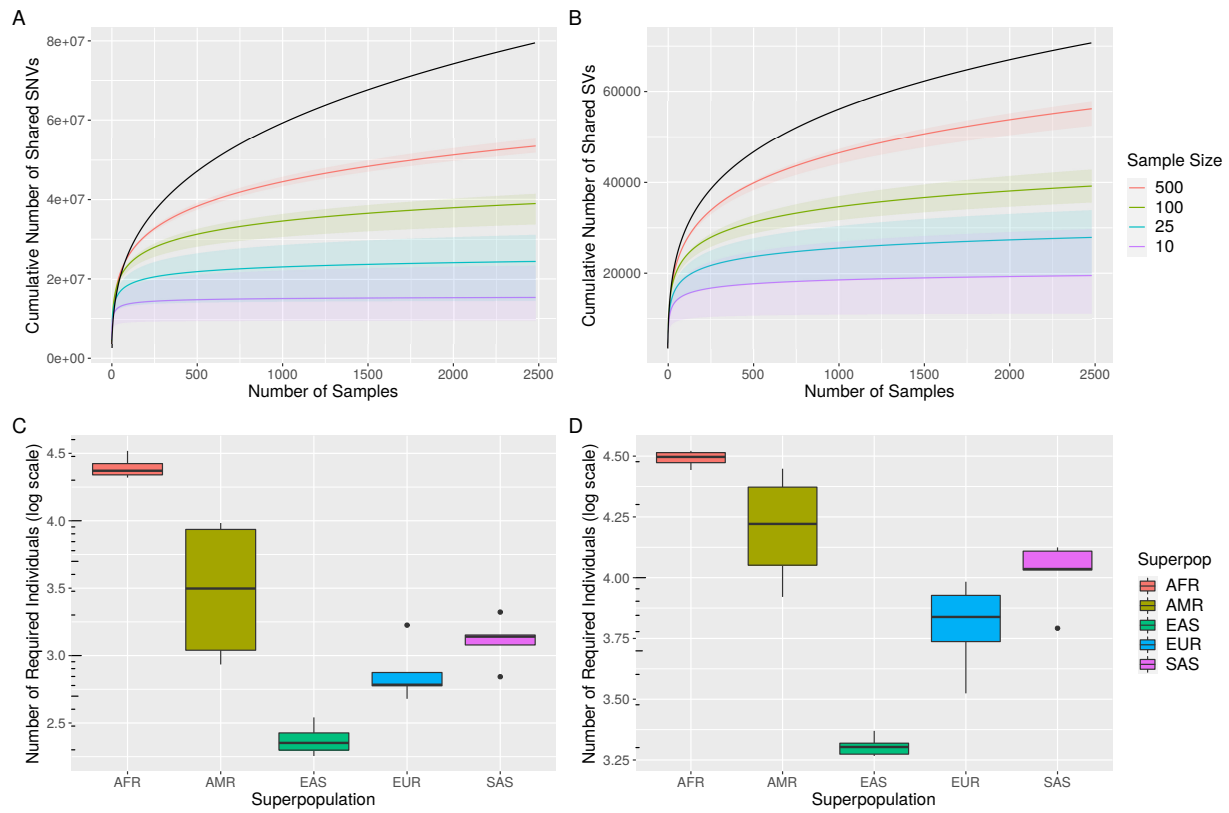 A
Cumulative Number of Shared SNVs
8e+07
6e+07
4e+07
2e+07
0e+00
0 500 1000 1500 2000 2500
Number of Samples
B
Cumulative Number of Shared SVs
60000
40000
20000
0 500 1000 1500 2000 2500
Number of Samples
Sample Size
500
100
25
10
C
Number of Required Individuals (log scale)
4.5
4.0
3.5
3.0
2.5
AFR AMR EAS EUR SAS
Superpopulation
D
Number of Required Individuals (log scale)
4.50
4.25
4.00
3.75
3.50
3.25
AFR AMR EAS EUR SAS
Superpopulation
Superpop
AFR
AMR
EAS
EUR
SAS